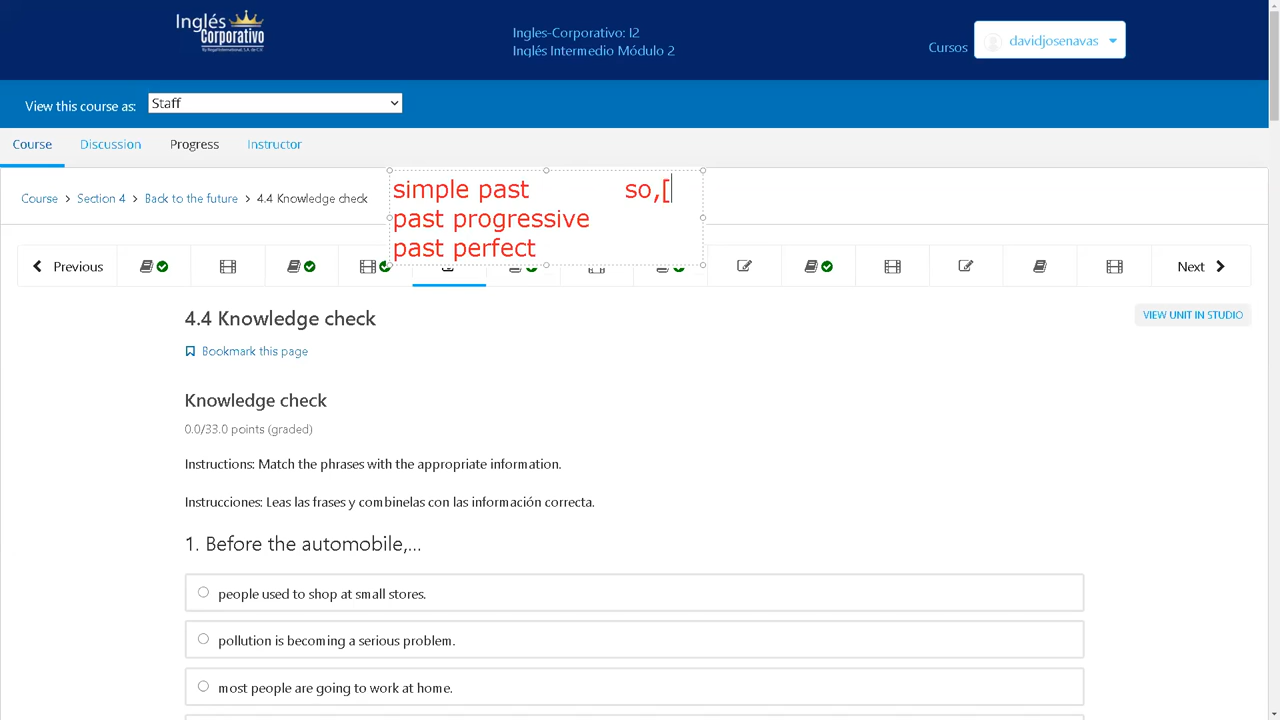 Inglés
Corporativo
Ingles-Corporativo: I2
Inglés Intermedio Módulo 2
Cursos
davidjosenavas
View this course as:
Staff
Course
Discussion
Progress
Instructor
simple past so,[
past progressive
past perfect
Course > Section 4 > Back to the future > 4.4 Knowledge check
Previous
Next
4.4 Knowledge check
VIEW UNIT IN STUDIO
Bookmark this page
Knowledge check
0.0/33.0 points (graded)
Instructions: Match the phrases with the appropriate information.
Instrucciones: Leas las frases y combinelas con las información correcta.
1. Before the automobile,...
people used to shop at small stores.
pollution is becoming a serious problem.
most people are going to work at home.